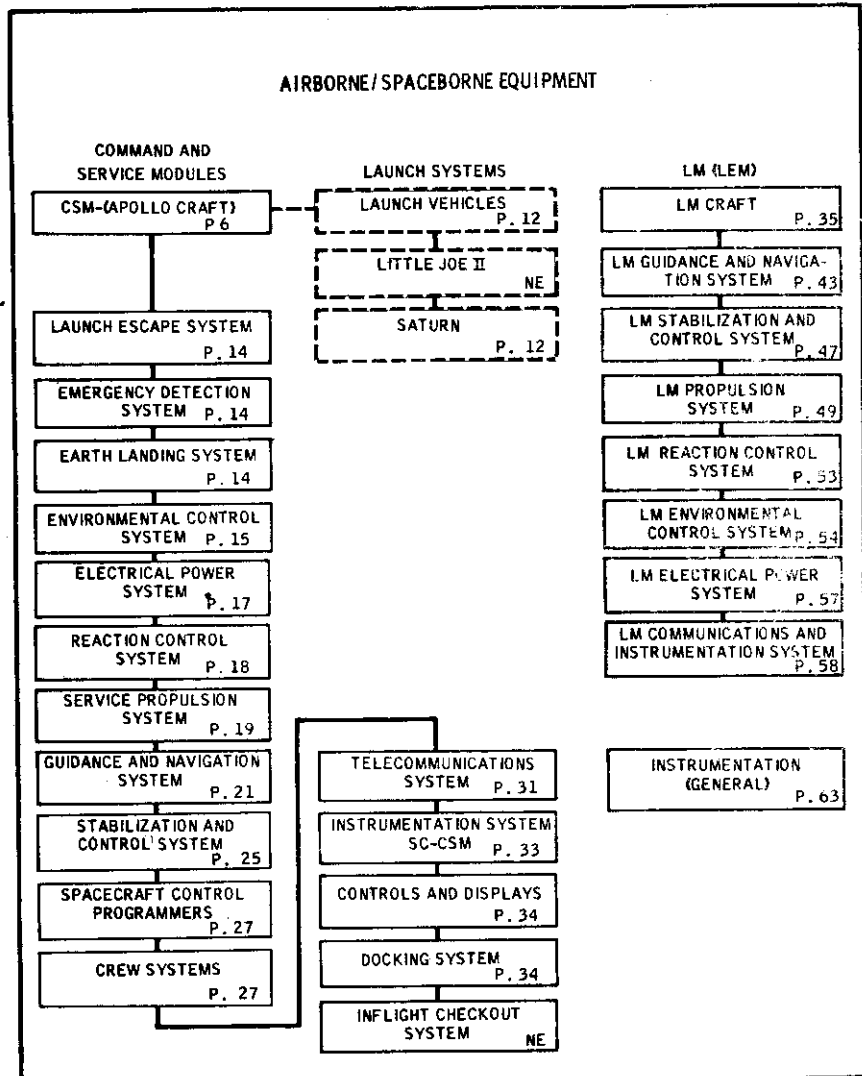 AIRBORNE/SPACEBORNE EQUIPMENT
COMMAND AND
SERVICE MODULES
CSM-(APOLLO CRAFT)
P 6
LAUNCH ESCAPE SYSTEM
P. 14
EMERGENCY DETECTION
SYSTEM P. 14
EARTH LANDING SYSTEM
P. 14
ENVIRONMENTAL CONTROL
SYSTEM P. 15
ELECTRICAL POWER
SYSTEM P. 17
REACTION CONTROL
SYSTEM P. 18
SERVICE PROPULSION
SYSTEM P. 19
GUIDANCE AND NAVIGATION
SYSTEM P. 21
STABILIZATION AND
CONTROL SYSTEM P. 25
SPACECRAFT CONTROL
PROGRAMMERS P. 27
CREW SYSTEMS
P. 27
LAUNCH SYSTEMS
LAUNCH VEHICLES
P. 12
LITTLE JOE II
NE
SATURN
P. 12
TELECOMMUNICATIONS
SYSTEM P. 31
INSTRUMENTATION SYSTEM
SC-CSM P. 33
CONTROLS AND DISPLAYS
P. 34
DOCKING SYSTEM
P. 34
INFLIGHT CHECKOUT
SYSTEM NE
LM (LEM)
LM CRAFT
P. 35
LM GUIDANCE AND NAVIGA-
TION SYSTEM P. 43
LM STABILIZATION AND
CONTROL SYSTEM P. 47
LM PROPULSION
SYSTEM P. 49
LM REACTION CONTROL
SYSTEM P. 53
LM ENVIRONMENTAL
CONTROL SYSTEM P. 54
LM ELECTRICAL POWER
SYSTEM P. 57
LM COMMUNICATIONS AND
INSTRUMENTATION SYSTEM
P. 58
INSTRUMENTATION
(GENERAL)
P. 63